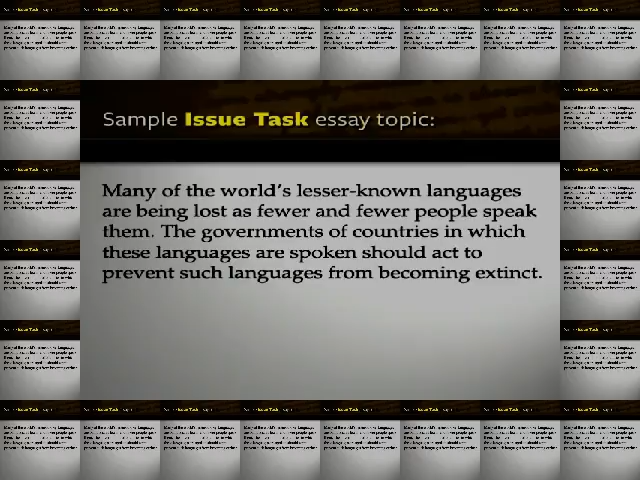 Sample Issue Task essay topic:
Many of the world's lesser-known languages
are being lost as fewer and fewer people speak
them. The governments of countries in which
these languages are spoken should act to
prevent such languages from becoming extinct.